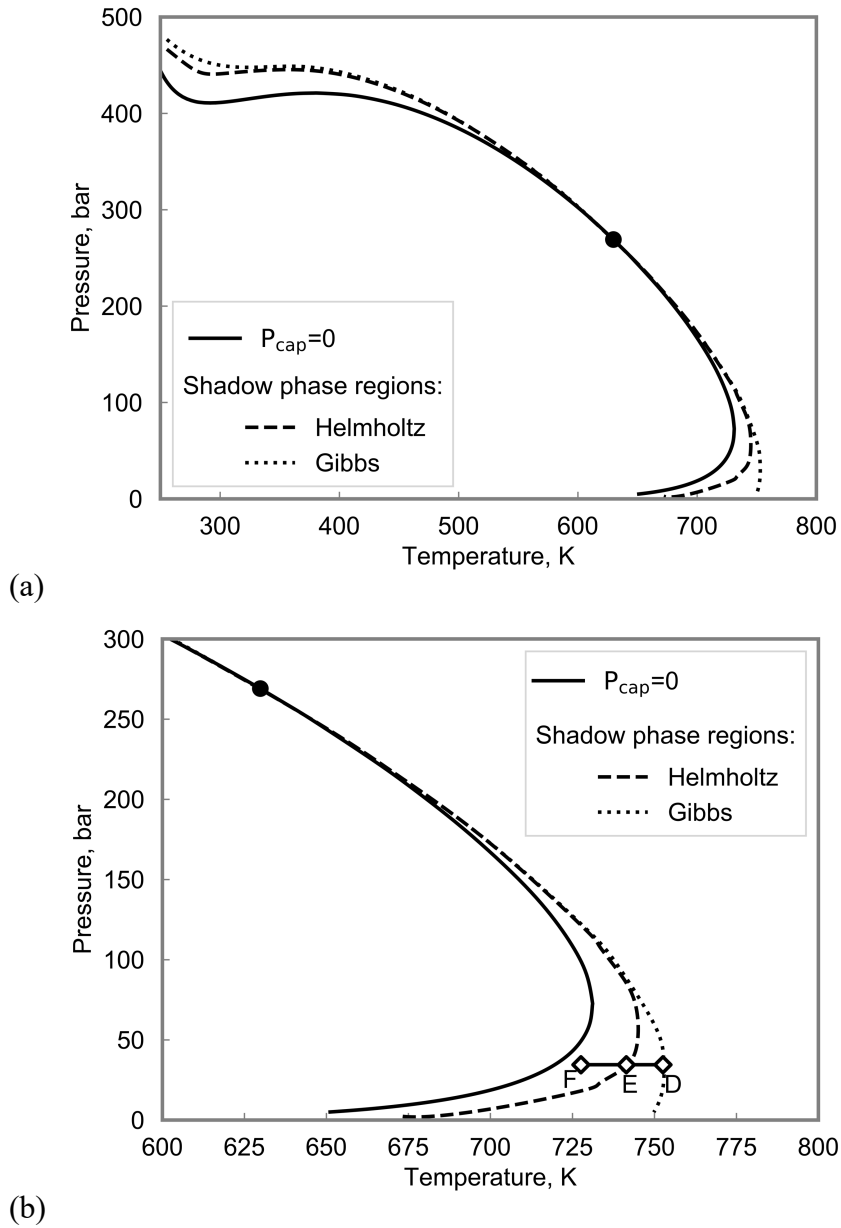 500
400
300
200
100
0
Pressure, bar
P_cap=0
Shadow phase regions:
Helmholtz
Gibbs
300 400 500 600 700 800
Temperature, K
(a)
300
250
200
150
100
50
0
Pressure, bar
P_cap=0
Shadow phase regions:
Helmholtz
Gibbs
F E D
600 625 650 675 700 725 750 775 800
Temperature, K
(b)